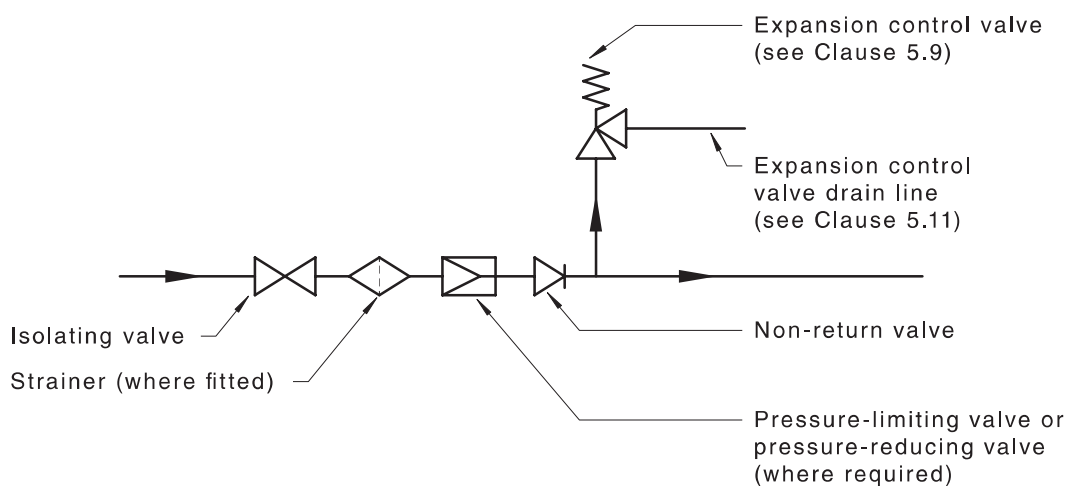 Expansion control valve
(see Clause 5.9)
Expansion control
valve drain line
(see Clause 5.11)
Isolating valve
Non-return valve
Strainer (where fitted)
Pressure-limiting valve or
pressure-reducing valve
(where required)